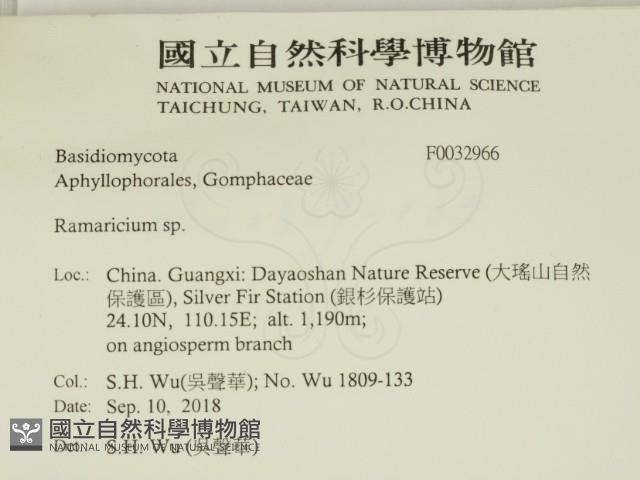 國立自然科學博物館
NATIONAL MUSEUM OF NATURAL SCIENCE
TAICHUNG, TAIWAN, R.O.CHINA
Basidiomycota F0032966
Aphyllophorales, Gomphaceae
Ramaricium sp.
Loc.: China. Guangxi: Dayaoshan Nature Reserve (大瑤山自然
保護區), Silver Fir Station (銀杉保護站)
24.10N, 110.15E; alt. 1,190m;
on angiosperm branch
Col.: S.H. Wu(吳聲華); No. Wu 1809-133
Date: Sep. 10, 2018
國立自然科學博物館
NATIONAL MUSEUM OF NATURAL SCIENCE
S.H. Wu (吳聲華)